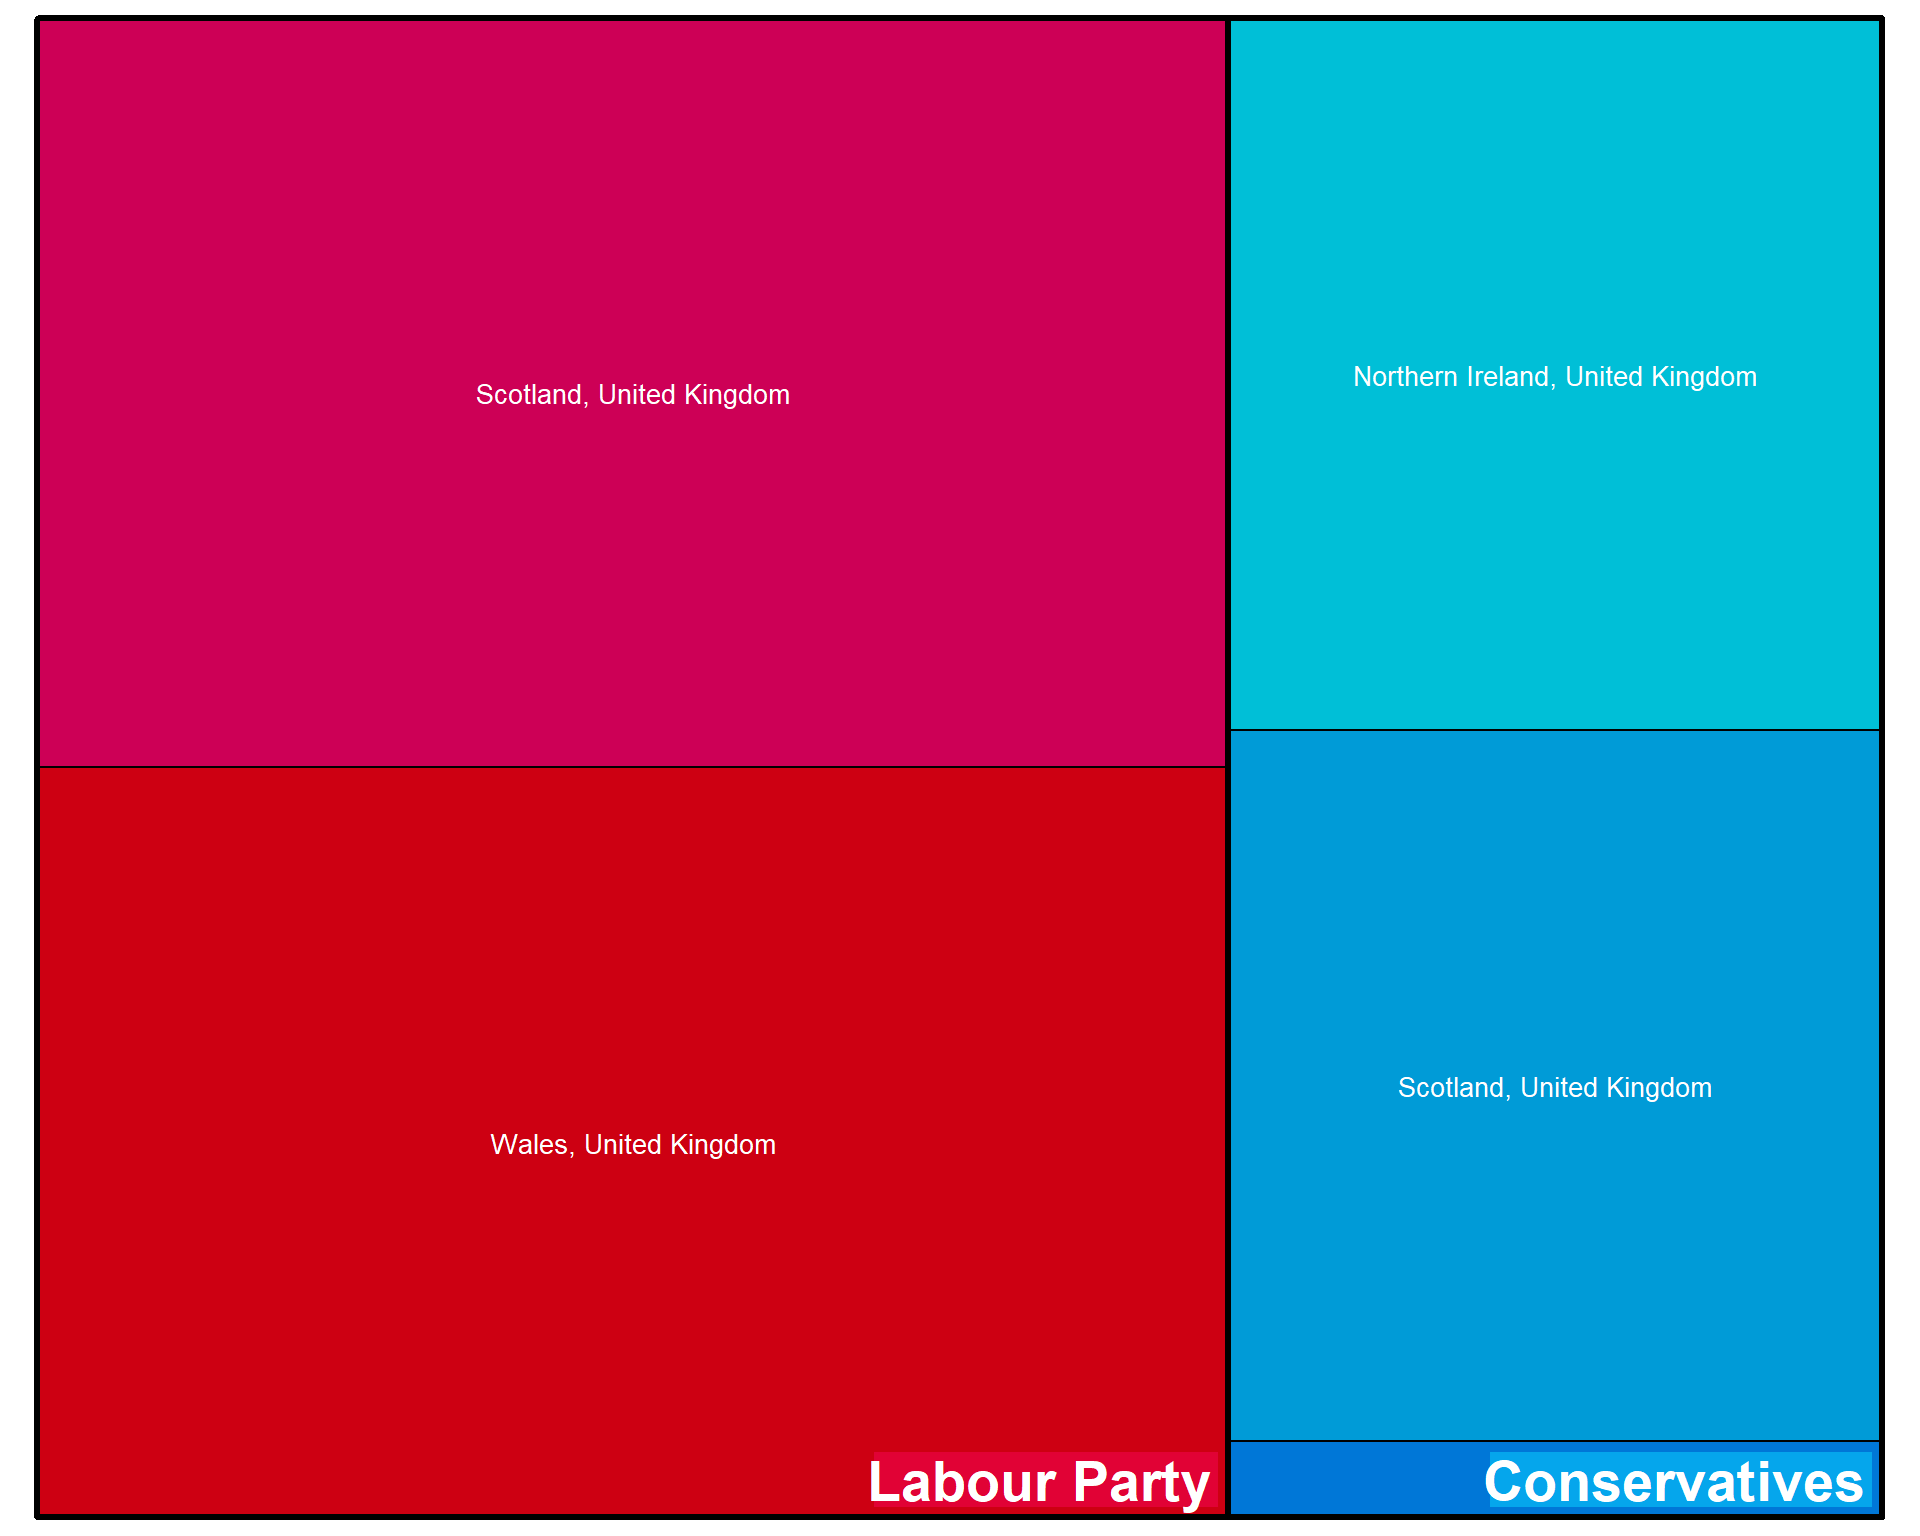 Scotland, United Kingdom
Northern Ireland, United Kingdom
Wales, United Kingdom
Scotland, United Kingdom
Labour Party
Conservatives